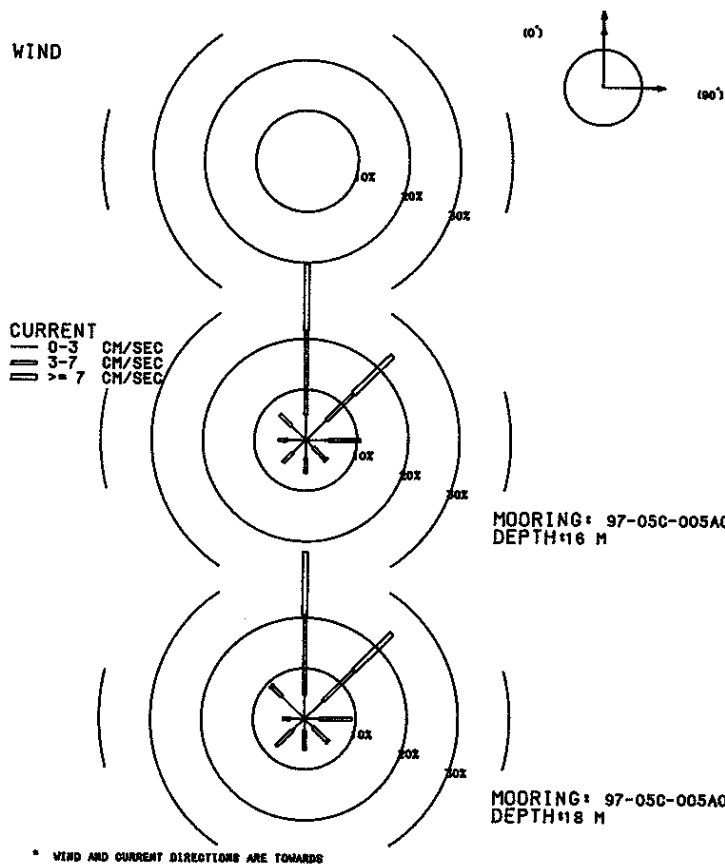 WIND
(0°)
(90°)
10%
20%
30%
CURRENT
0-3 CM/SEC
3-7 CM/SEC
>= 7 CM/SEC
10%
20%
30%
MOORING: 97-05C-005A
DEPTH:16 M
10%
20%
30%
MOORING: 97-05C-005A
DEPTH:18 M
* WIND AND CURRENT DIRECTIONS ARE TOWARDS